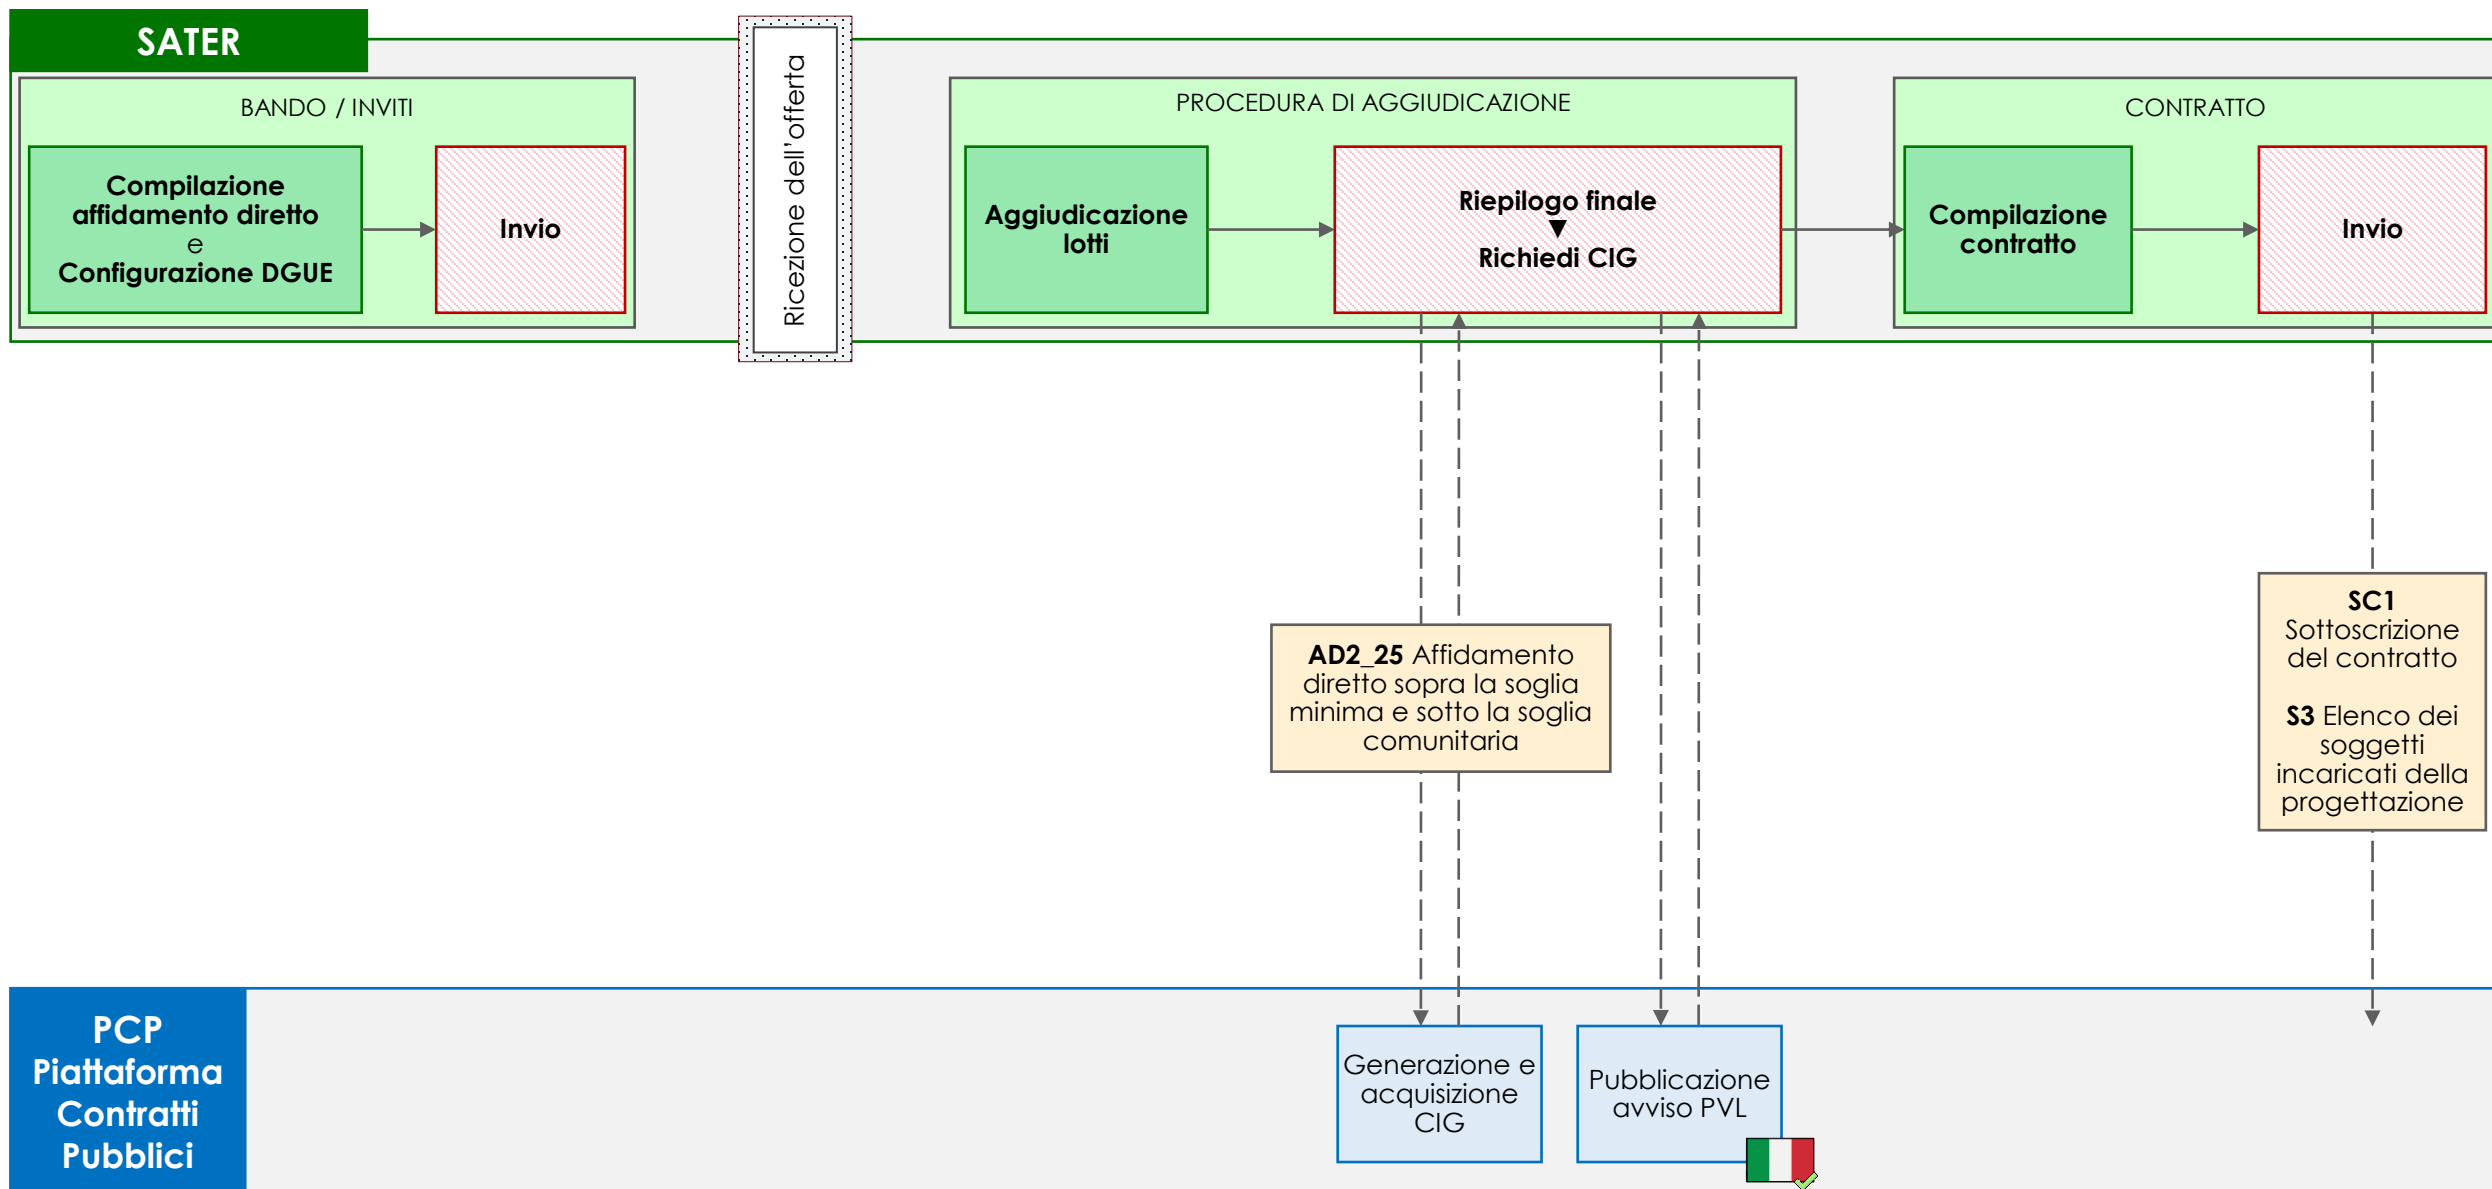 SATER
BANDO / INVITI
Compilazione
affidamento diretto
e
Configurazione DGUE
Invio
Ricezione dell'offerta
PROCEDURA DI AGGIUDICAZIONE
Aggiudicazione
lotti
Riepilogo finale
▼
Richiedi CIG
CONTRATTO
Compilazione
contratto
Invio
AD2_25 Affidamento
diretto sopra la soglia
minima e sotto la soglia
comunitaria
SC1
Sottoscrizione
del contratto
S3 Elenco dei
soggetti
incaricati della
progettazione
PCP
Piattaforma
Contratti
Pubblici
Generazione e
acquisizione
CIG
Pubblicazione
avviso PVL